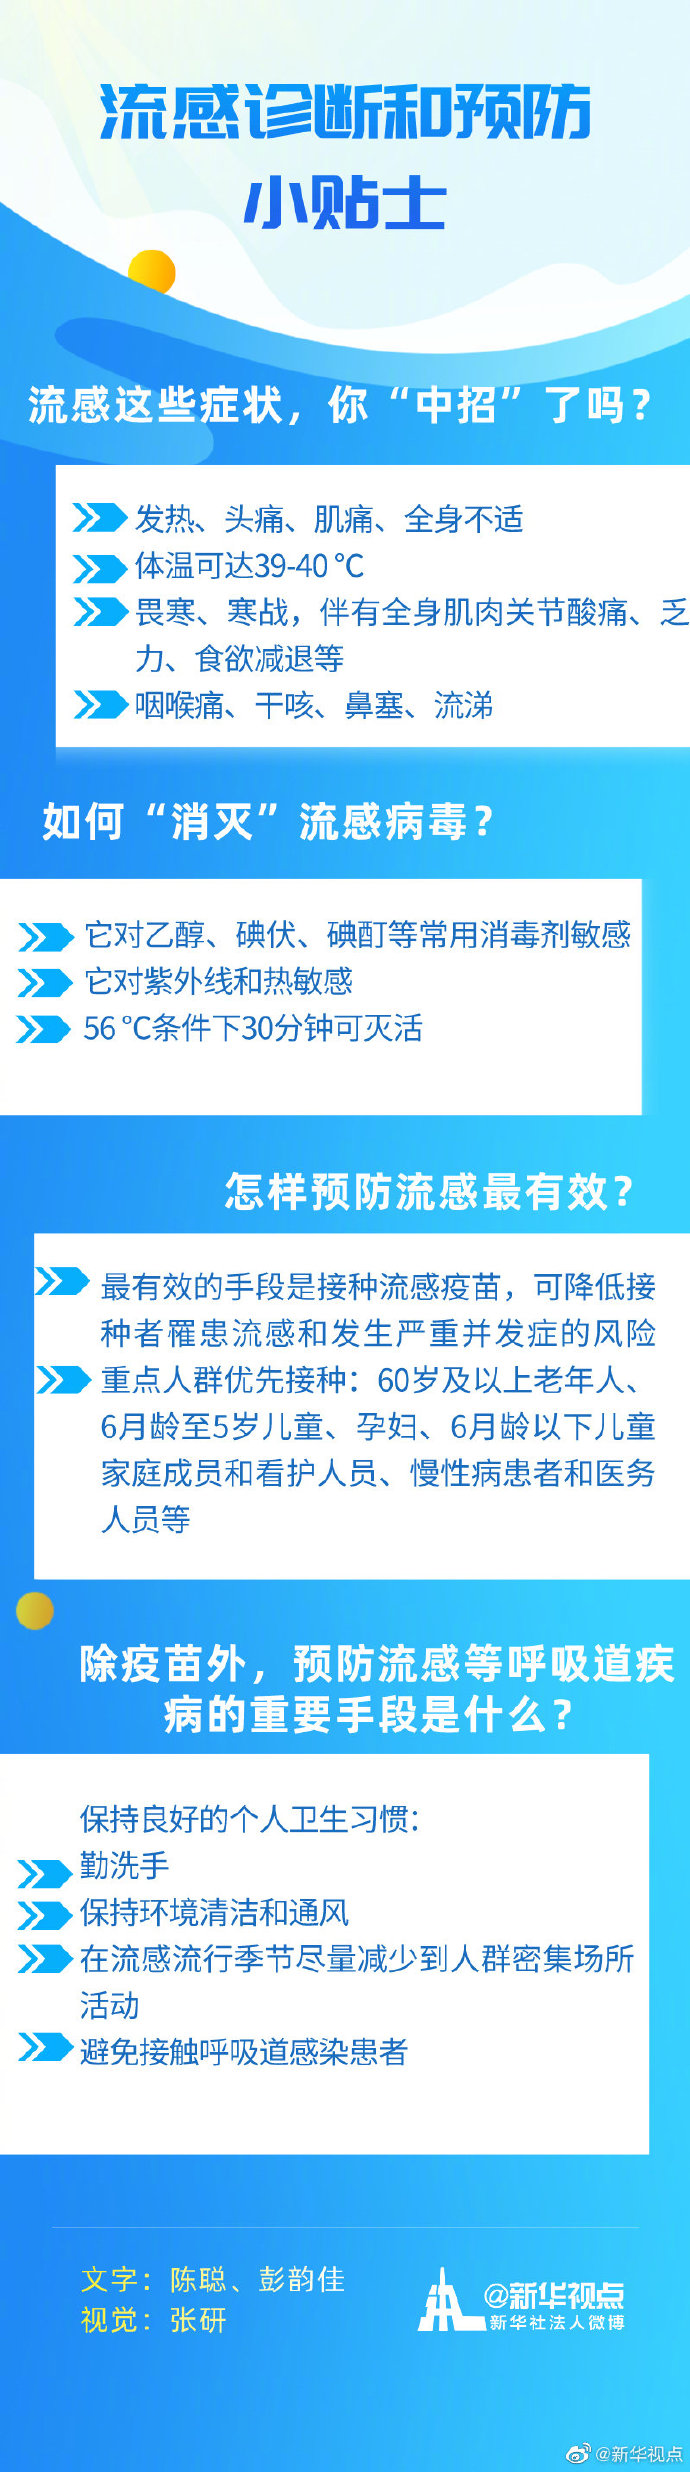 流感诊断和预防
小贴士
流感这些症状，你“中招”了吗？
发热、头痛、肌痛、全身不适
体温可达39-40 ℃
畏寒、寒战，伴有全身肌肉关节酸痛、乏
力、食欲减退等
咽喉痛、干咳、鼻塞、流涕
如何“消灭”流感病毒？
它对乙醇、碘伏、碘酊等常用消毒剂敏感
它对紫外线和热敏感
56 ℃条件下30分钟可灭活
怎样预防流感最有效？
最有效的手段是接种流感疫苗，可降低接
种者罹患流感和发生严重并发症的风险
重点人群优先接种：60岁及以上老年人、
6月龄至5岁儿童、孕妇、6月龄以下儿童
家庭成员和看护人员、慢性病患者和医务
人员等
除疫苗外，预防流感等呼吸道疾
病的重要手段是什么？
保持良好的个人卫生习惯：
勤洗手
保持环境清洁和通风
在流感流行季节尽量减少到人群密集场所
活动
避免接触呼吸道感染患者
文字：陈聪、彭韵佳
视觉：张研
@新华视点
新华社法人微博
@新华视点